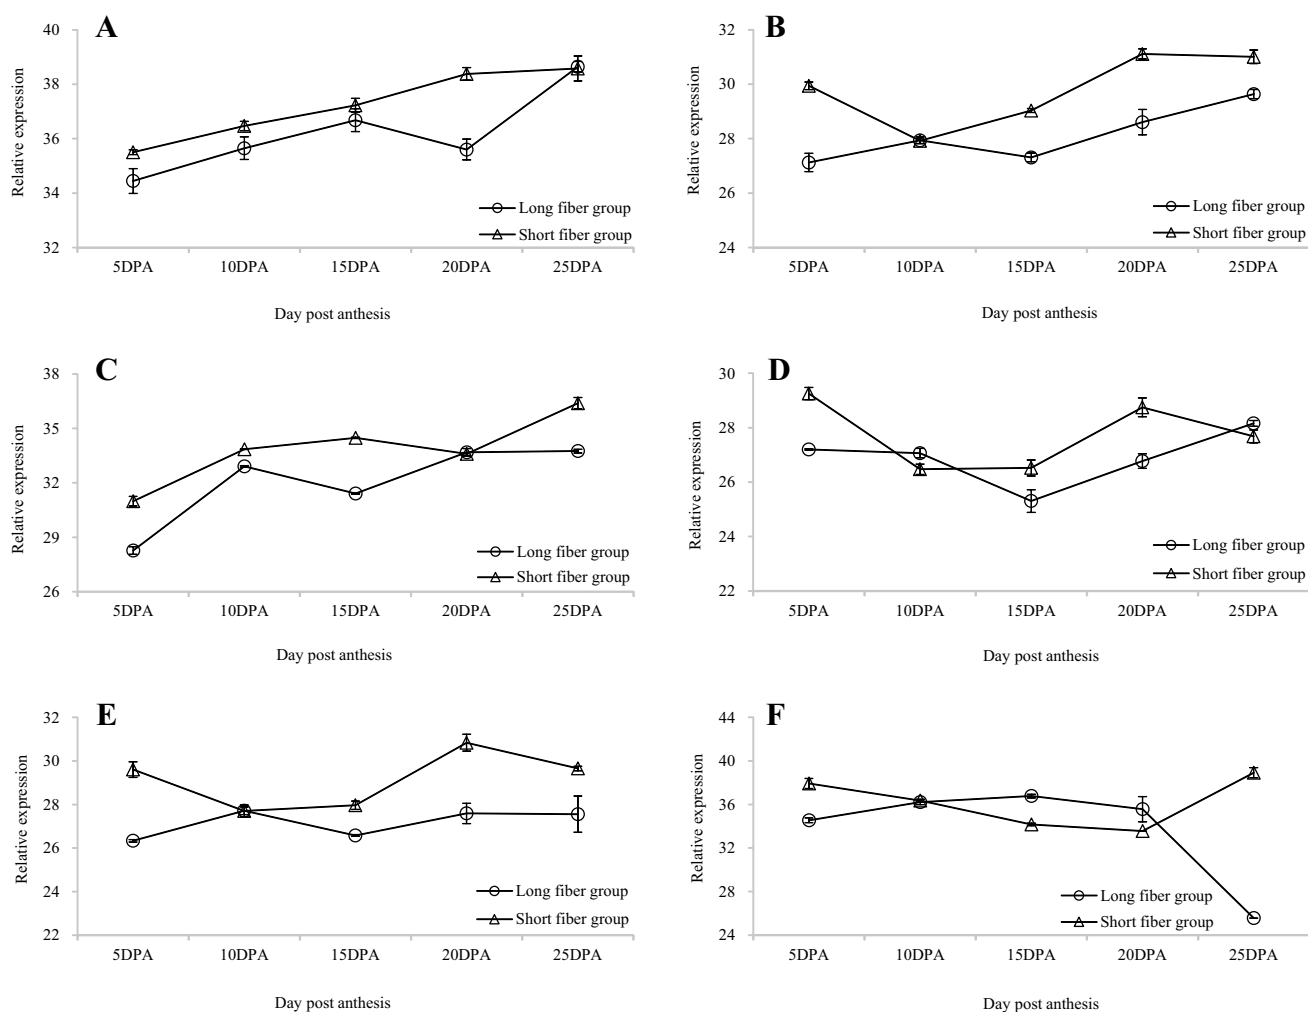 A
Relative expression
40
38
36
34
32
Long fiber group
Short fiber group
5DPA 10DPA 15DPA 20DPA 25DPA
Day post anthesis
B
Relative expression
32
30
28
26
24
Long fiber group
Short fiber group
5DPA 10DPA 15DPA 20DPA 25DPA
Day post anthesis
C
Relative expression
38
35
32
29
26
Long fiber group
Short fiber group
5DPA 10DPA 15DPA 20DPA 25DPA
Day post anthesis
D
Relative expression
30
28
26
24
22
Long fiber group
Short fiber group
5DPA 10DPA 15DPA 20DPA 25DPA
Day post anthesis
E
Relative expression
32
30
28
26
24
22
Long fiber group
Short fiber group
5DPA 10DPA 15DPA 20DPA 25DPA
Day post anthesis
F
Relative expression
44
40
36
32
28
24
Long fiber group
Short fiber group
5DPA 10DPA 15DPA 20DPA 25DPA
Day post anthesis